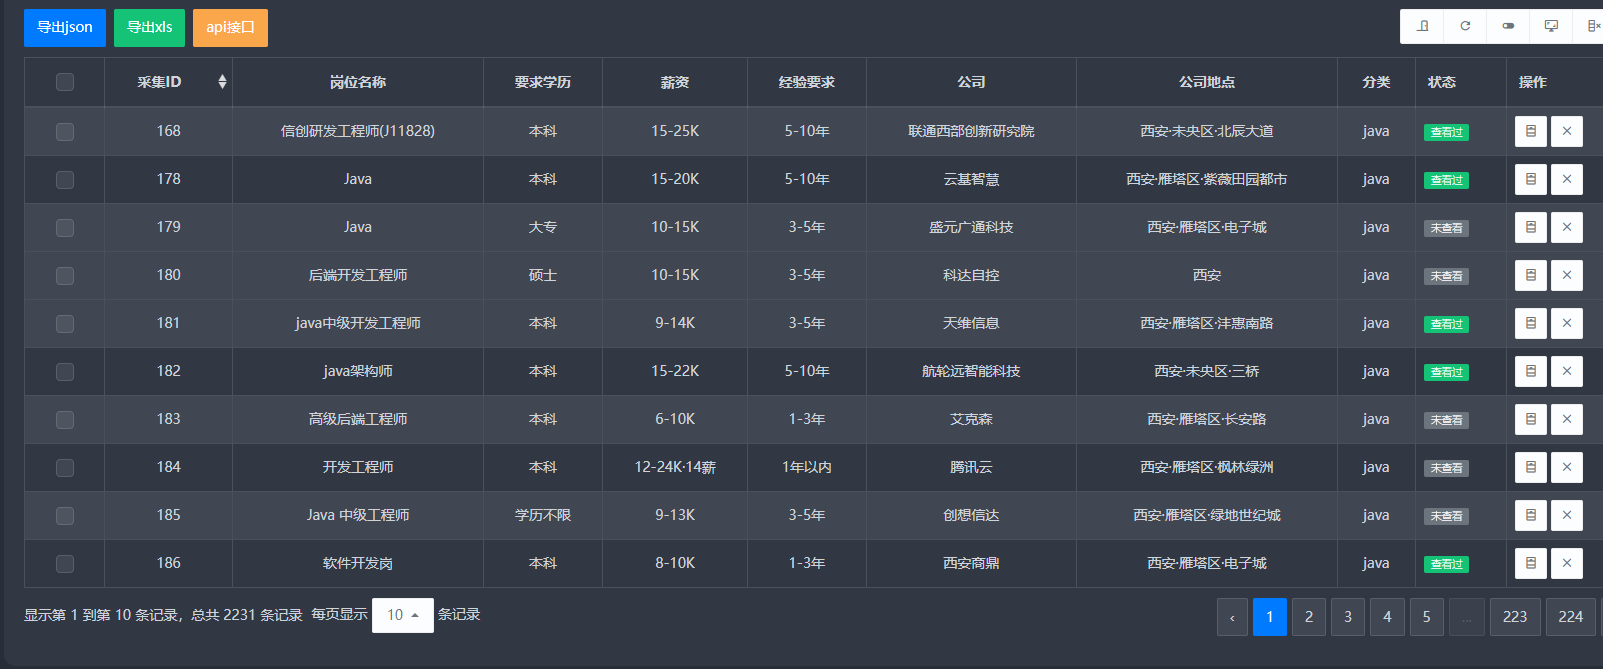 导出json 导出xls api接口
采集ID 岗位名称 要求学历 薪资 经验要求 公司 公司地点 分类 状态 操作
168 信创研发工程师(J11828) 本科 15-25K 5-10年 联通西部创新研究院 西安·未央区·北辰大道 java 查看过
178 Java 本科 15-20K 5-10年 云基智慧 西安·雁塔区·紫薇田园都市 java 查看过
179 Java 大专 10-15K 3-5年 盛元广通科技 西安·雁塔区·电子城 java 未查看
180 后端开发工程师 硕士 10-15K 3-5年 科达自控 西安 java 未查看
181 java中级开发工程师 本科 9-14K 3-5年 天维信息 西安·雁塔区·沣惠南路 java 查看过
182 java架构师 本科 15-22K 5-10年 航轮远智能科技 西安·未央区·三桥 java 查看过
183 高级后端工程师 本科 6-10K 1-3年 艾克森 西安·雁塔区·长安路 java 未查看
184 开发工程师 本科 12-24K·14薪 1年以内 腾讯云 西安·雁塔区·枫林绿洲 java 未查看
185 Java 中级工程师 学历不限 9-13K 3-5年 创想信达 西安·雁塔区·绿地世纪城 java 未查看
186 软件开发岗 本科 8-10K 1-3年 西安商鼎 西安·雁塔区·电子城 java 查看过
显示第 1 到第 10 条记录，总共 2231 条记录 每页显示 10 条记录 ‹ 1 2 3 4 5 ... 223 224